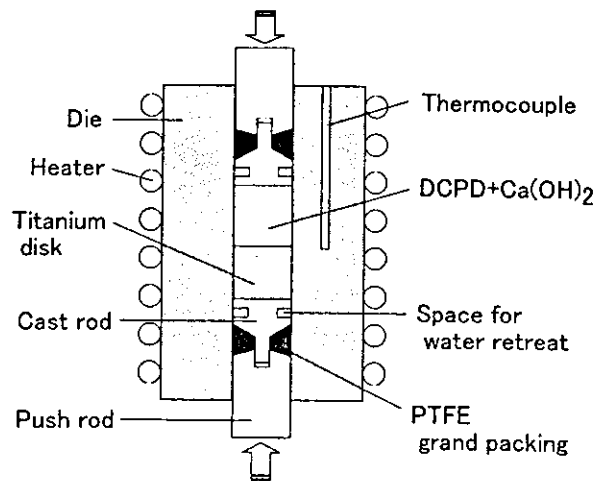 Die
Heater
Titanium
disk
Cast rod
Push rod
Thermocouple
DCPD+Ca(OH)2
Space for
water retreat
PTFE
grand packing